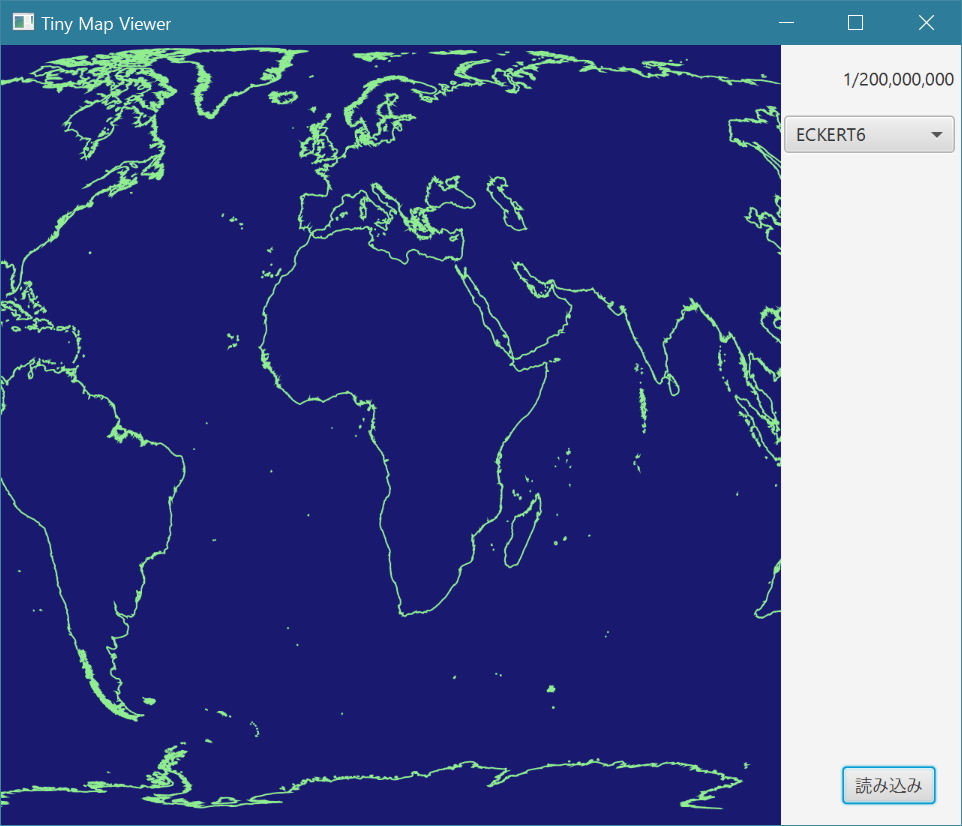 Tiny Map Viewer
1/200,000,000
ECKERT6
読み込み